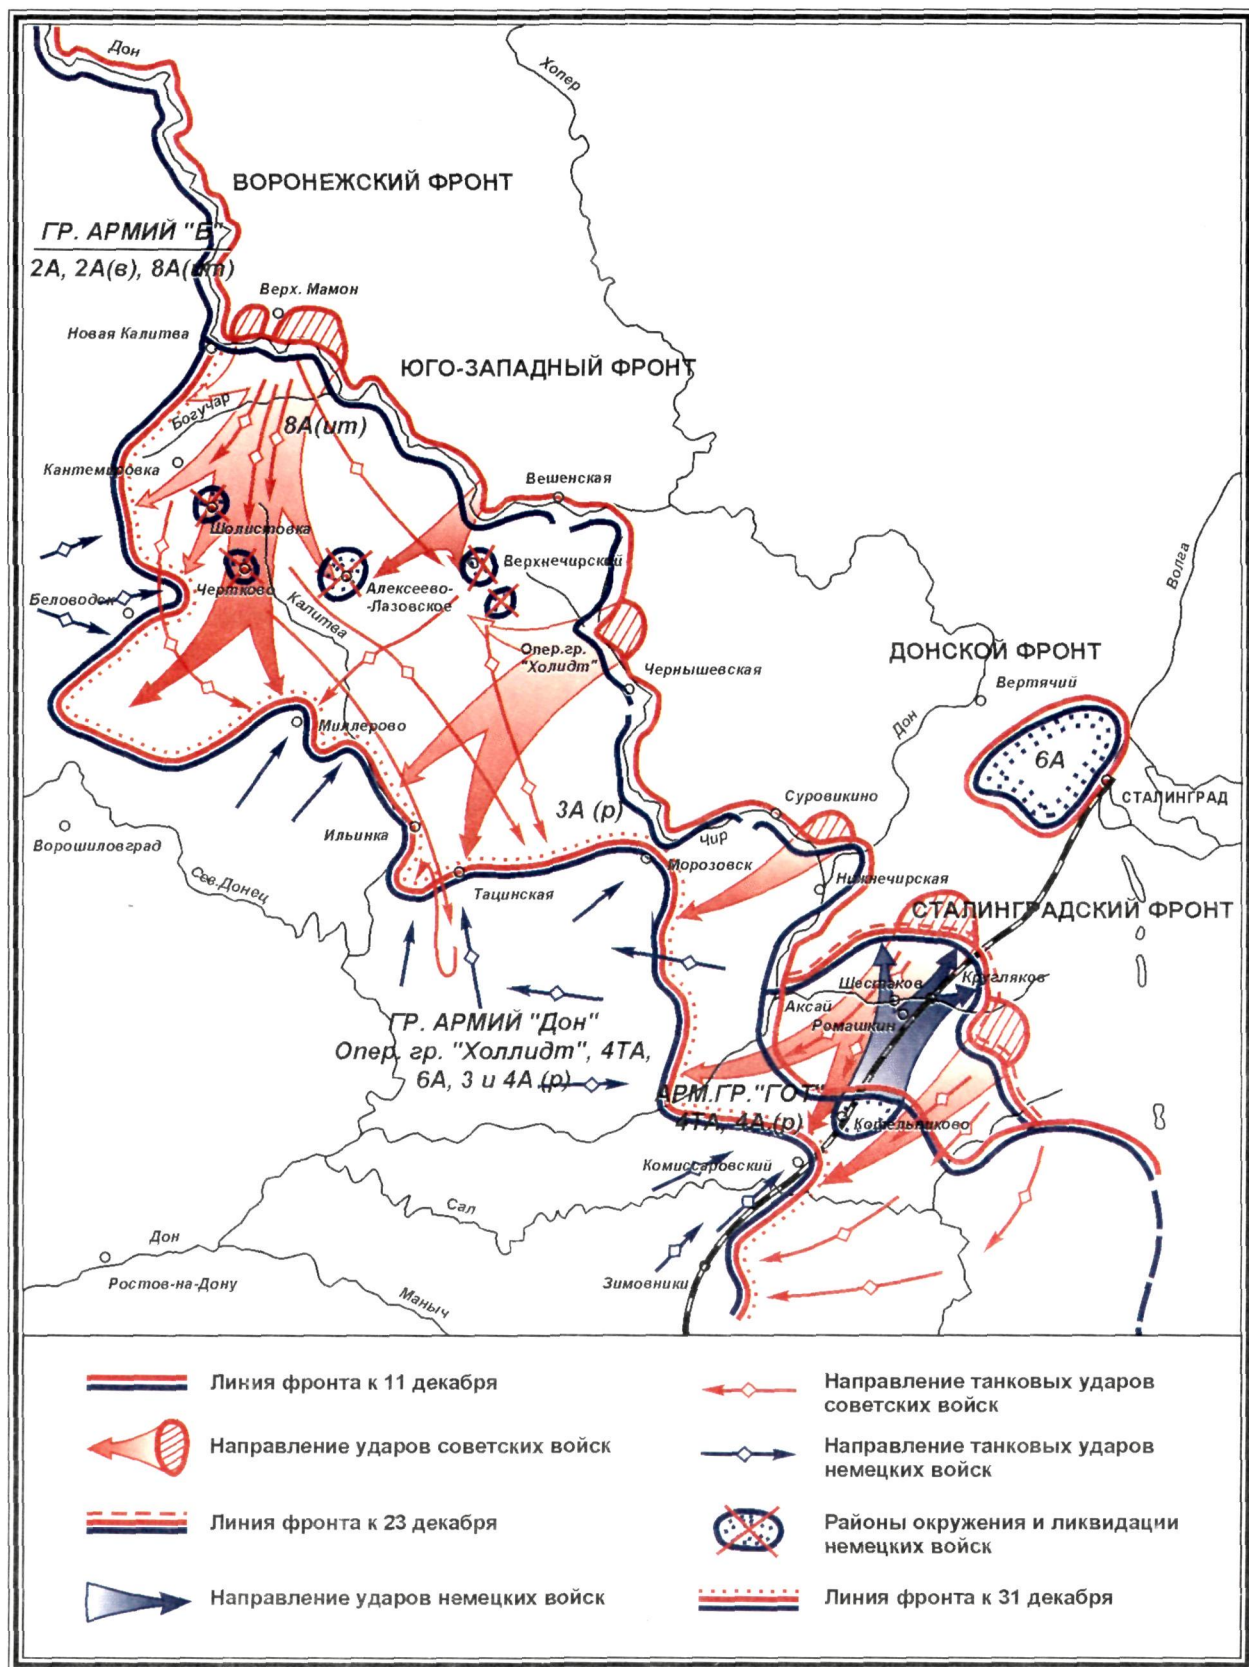 Дон
Хопер
ВОРОНЕЖСКИЙ ФРОНТ
ГР. АРМИЙ "Б"
2А, 2А(в), 8А(ит)
Верх. Мамон
Новая Калитва
ЮГО-ЗАПАДНЫЙ ФРОНТ
Богучар
8А(ит)
Кантемировка
Вешенская
Шолистовка
Верхнечирский
Волга
Чертково
Алексеево-
-Лазовское
Беловодск
Калитва
Опер.гр.
"Холидт"
Чернышевская
ДОНСКОЙ ФРОНТ
Вертячий
Дон
Миллерово
6А
СТАЛИНГРАД
Суровикино
3А (р)
Ильинка
Чир
Ворошиловград
Морозовск
Сев.Донец
Тацинская
Нижнечирская
СТАЛИНГРАДСКИЙ ФРОНТ
Шестаков
Кругляков
Аксай
Ромашкин
ГР. АРМИЙ "Дон"
Опер. гр. "Холлидт", 4ТА,
6А, 3 и 4А (р)
АРМ.ГР."ГОТ"
4ТА, 4А.(р)
Котельниково
Комиссаровский
Сал
Дон
Ростов-на-Дону
Маныч
Зимовники
Линия фронта к 11 декабря
Направление ударов советских войск
Линия фронта к 23 декабря
Направление ударов немецких войск
Направление танковых ударов
советских войск
Направление танковых ударов
немецких войск
Районы окружения и ликвидации
немецких войск
Линия фронта к 31 декабря